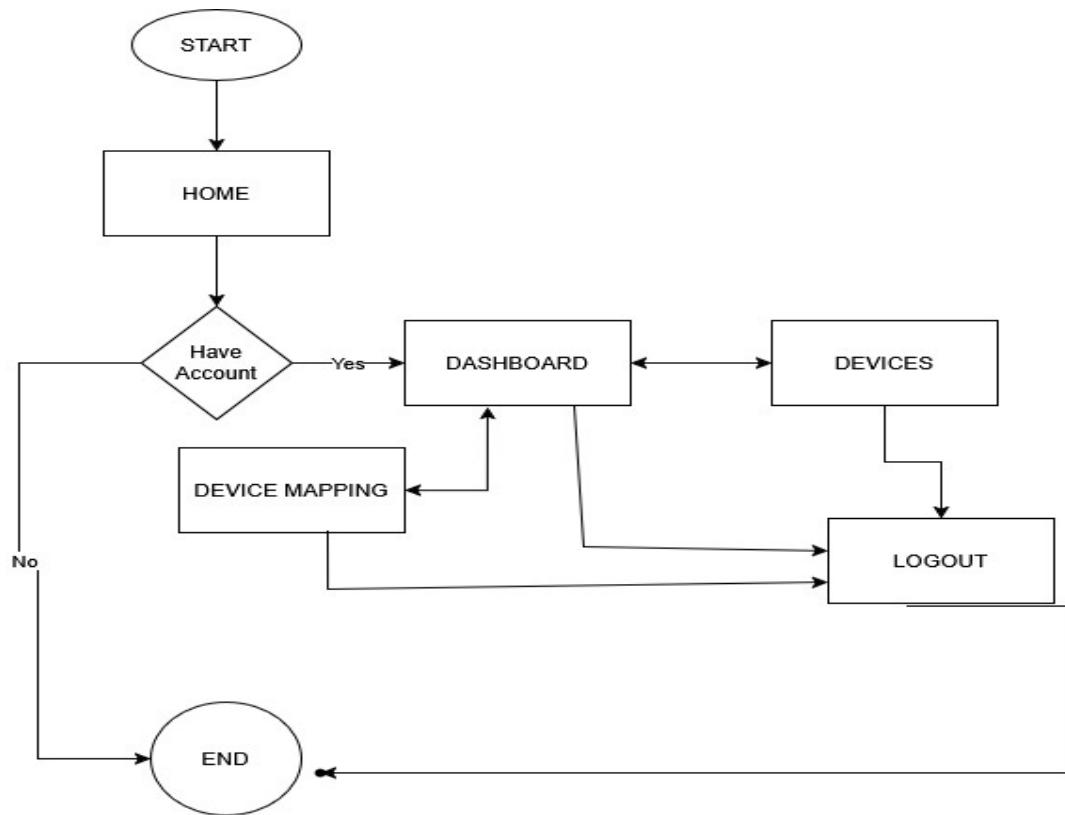 START
HOME
Have
Account
Yes
DASHBOARD
DEVICES
DEVICE MAPPING
No
LOGOUT
END